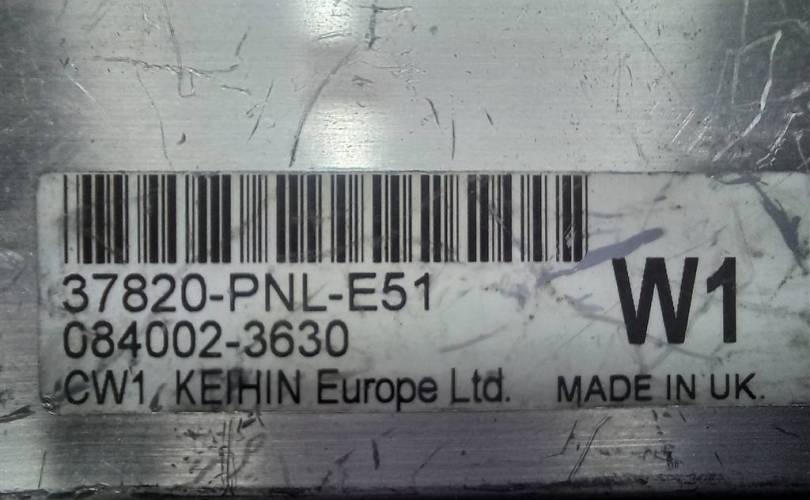 37820-PNL-E51
084002-3630
W1
CW1, KEIHIN Europe Ltd. MADE IN UK.